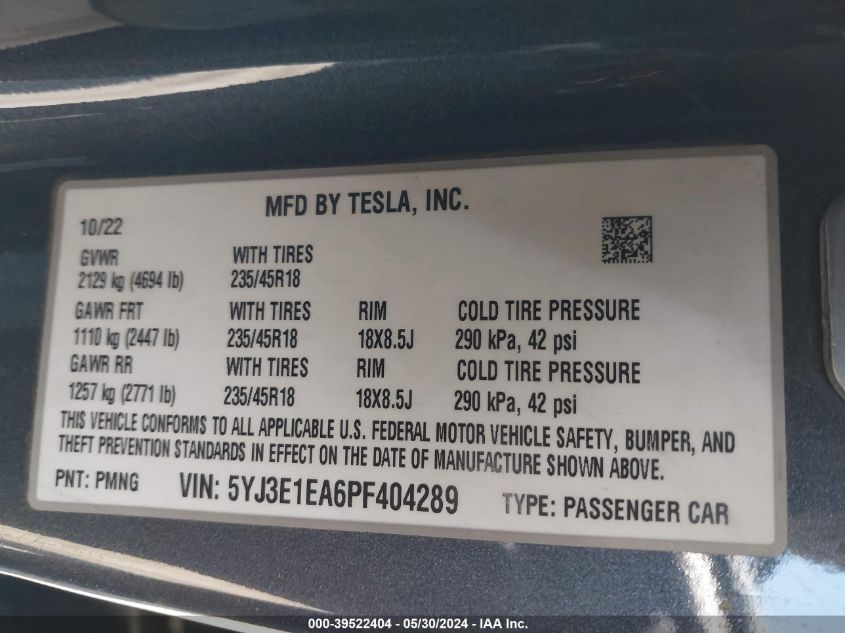 MFD BY TESLA, INC.
10/22
GVWR WITH TIRES
2129 kg (4694 lb) 235/45R18
GAWR FRT WITH TIRES RIM COLD TIRE PRESSURE
1110 kg (2447 lb) 235/45R18 18X8.5J 290 kPa, 42 psi
GAWR RR WITH TIRES RIM COLD TIRE PRESSURE
1257 kg (2771 lb) 235/45R18 18X8.5J 290 kPa, 42 psi
THIS VEHICLE CONFORMS TO ALL APPLICABLE U.S. FEDERAL MOTOR VEHICLE SAFETY, BUMPER, AND
THEFT PREVENTION STANDARDS IN EFFECT ON THE DATE OF MANUFACTURE SHOWN ABOVE.
PNT: PMNG VIN: 5YJ3E1EA6PF404289 TYPE: PASSENGER CAR
000-39522404 - 05/30/2024 - IAA Inc.